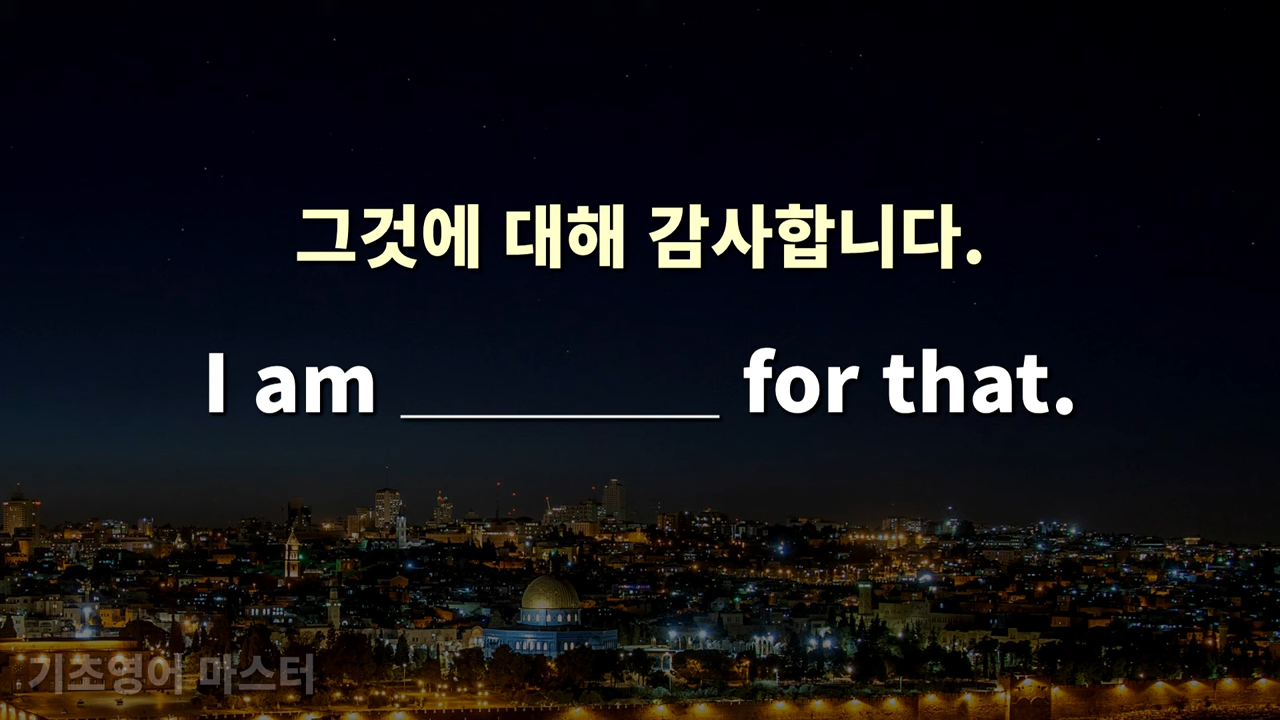 그것에 대해 감사합니다.
I am ________ for that.
기초영어 마스터